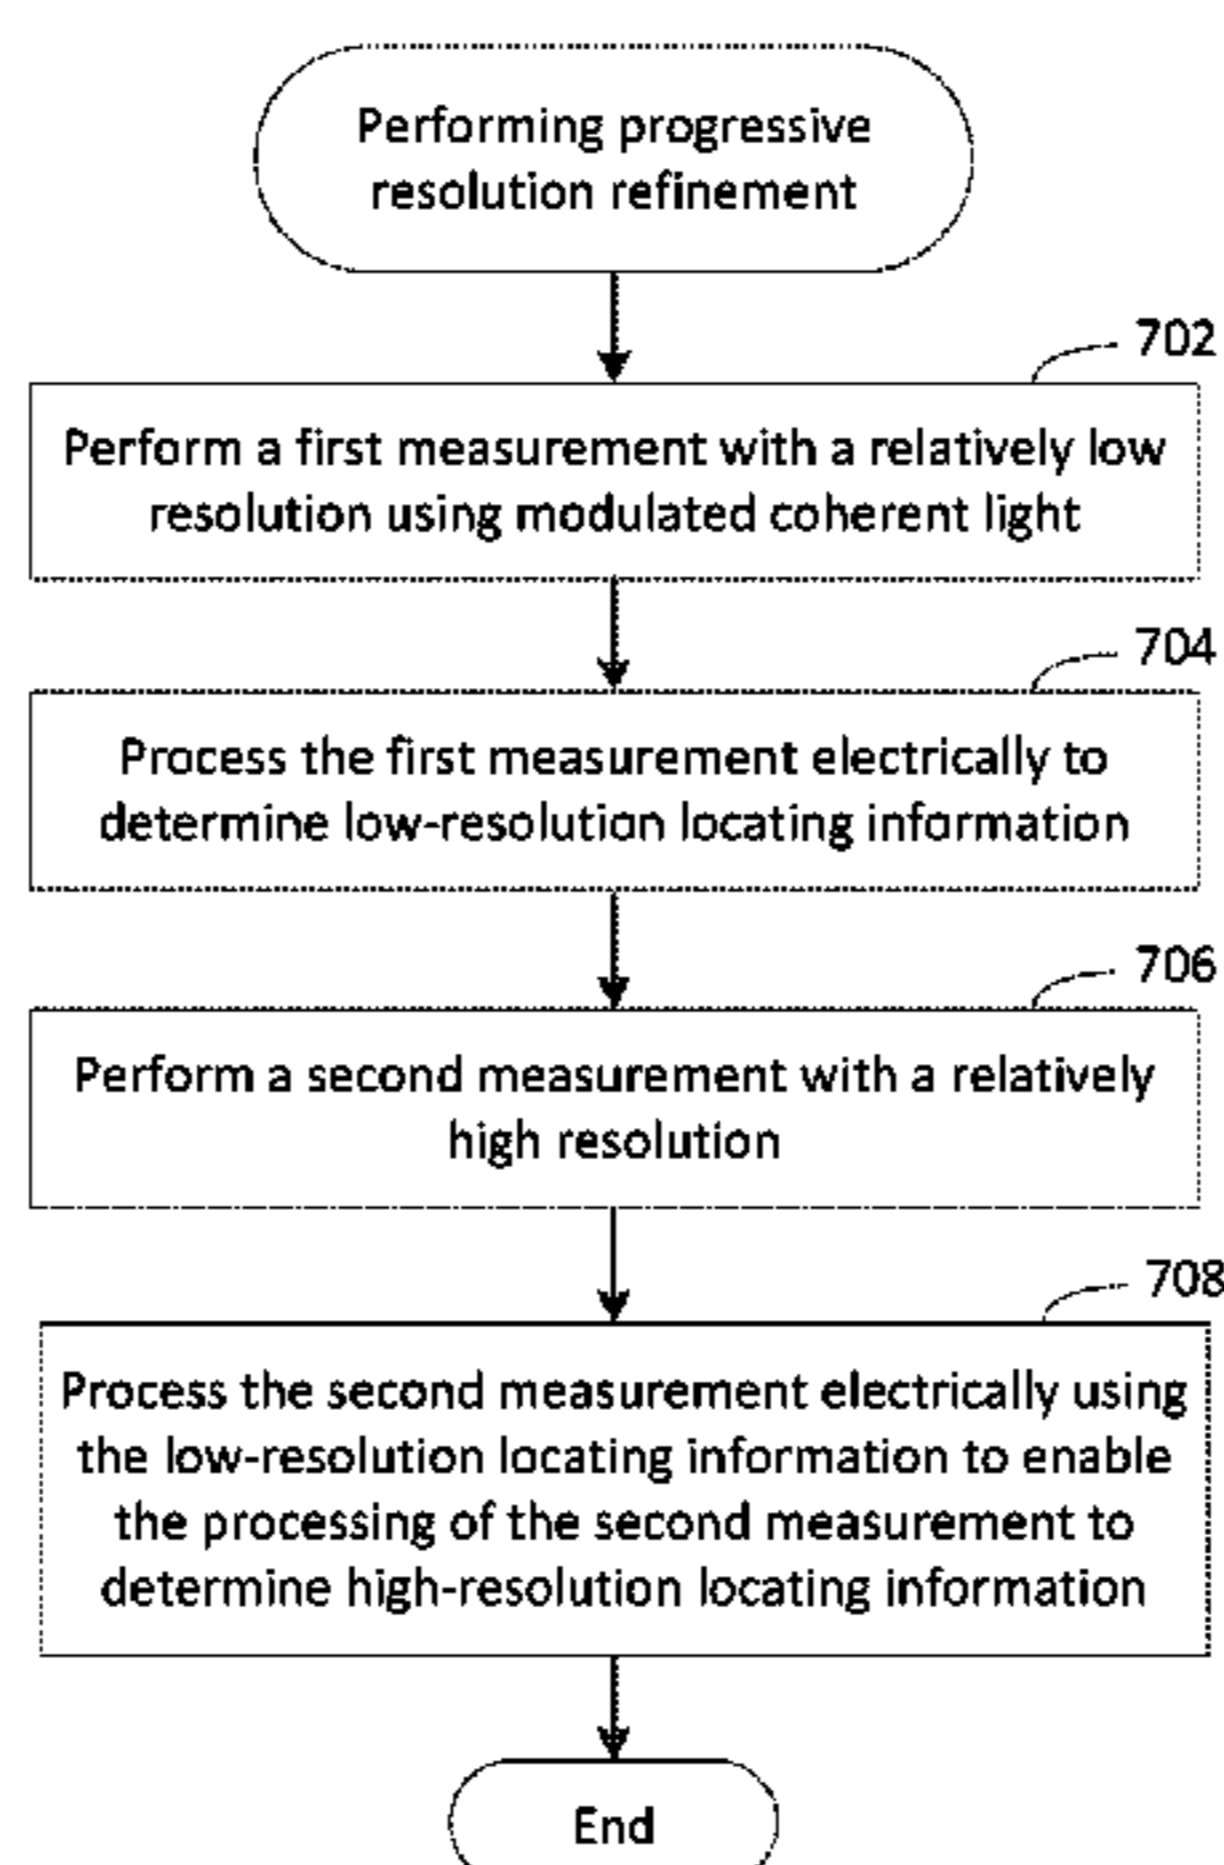 Performing progressive
resolution refinement
702
Perform a first measurement with a relatively low
resolution using modulated coherent light
704
Process the first measurement electrically to
determine low-resolution locating information
706
Perform a second measurement with a relatively
high resolution
708
Process the second measurement electrically using
the low-resolution locating information to enable
the processing of the second measurement to
determine high-resolution locating information
End